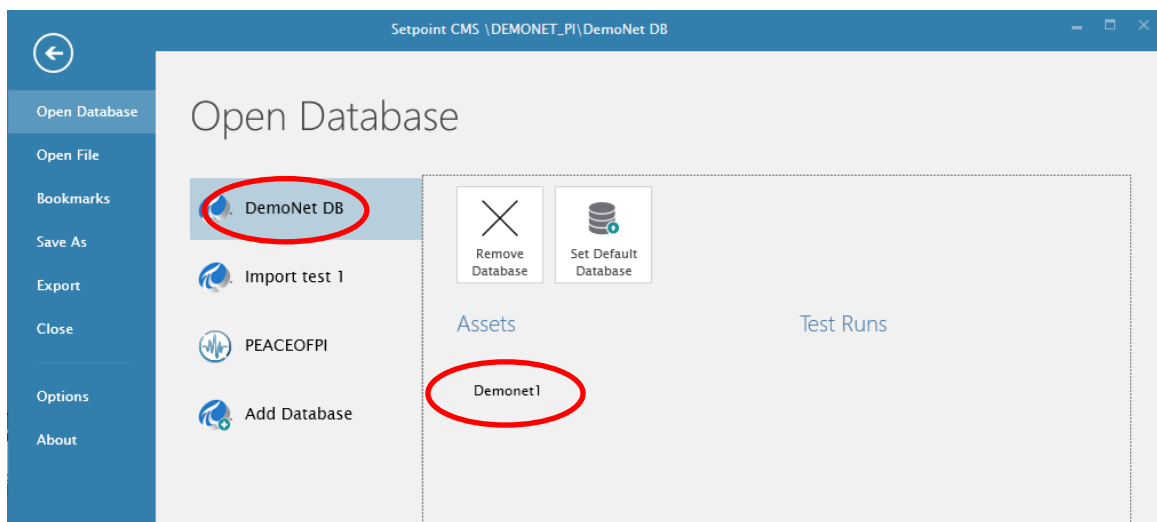 Setpoint CMS \DEMONET_PI\DemoNet DB
Open Database
Open File
Bookmarks
Save As
Export
Close
Options
About
Open Database
DemoNet DB
Import test 1
PEACEOFPI
Add Database
Remove
Database
Set Default
Database
Assets
Demonet1
Test Runs